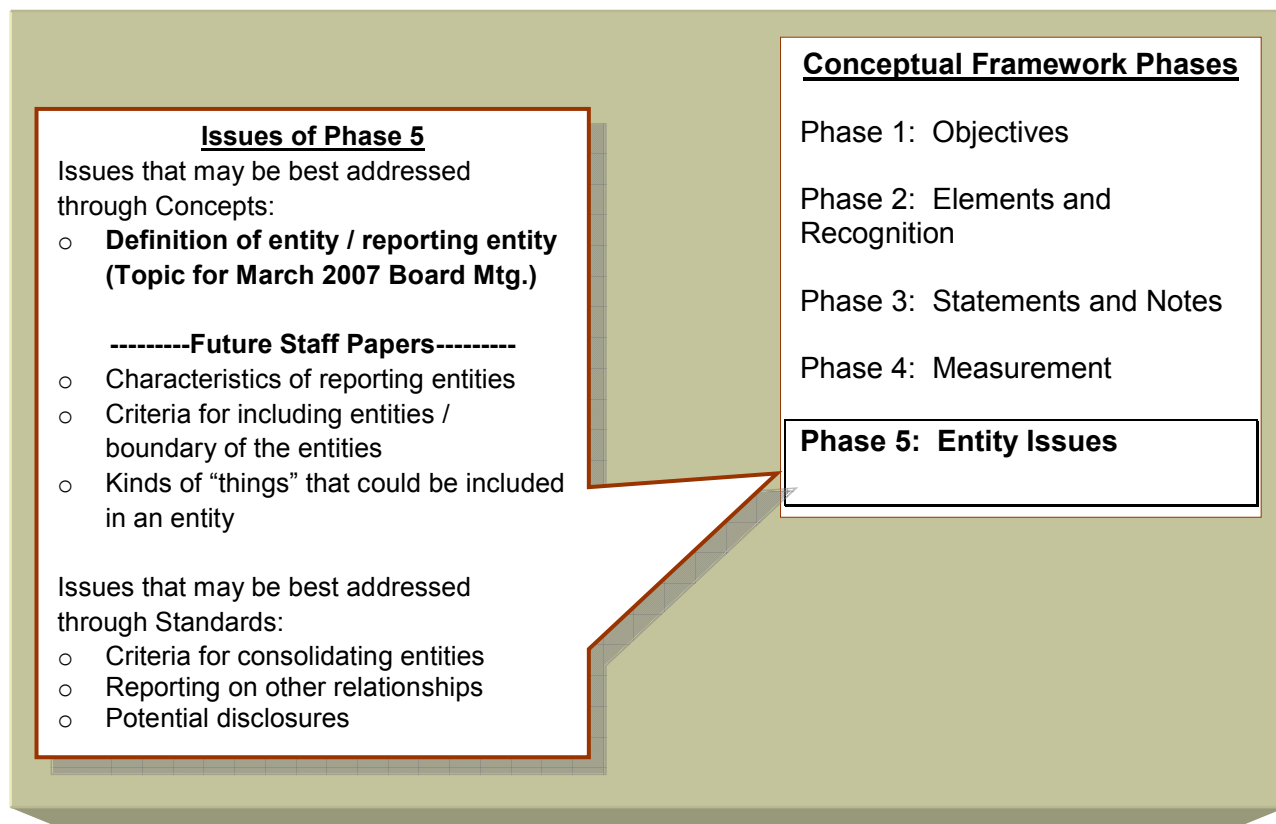 Conceptual Framework Phases
Phase 1:  Objectives
Phase 2:  Elements and
Recognition
Phase 3:  Statements and Notes
Phase 4:  Measurement
Phase 5:  Entity Issues
Issues of Phase 5
Issues that may be best addressed
through Concepts:
o Definition of entity / reporting entity
(Topic for March 2007 Board Mtg.)
---------Future Staff Papers---------
o Characteristics of reporting entities
o Criteria for including entities /
boundary of the entities
o Kinds of “things” that could be included
in an entity
Issues that may be best addressed
through Standards:
o Criteria for consolidating entities
o Reporting on other relationships
o Potential disclosures